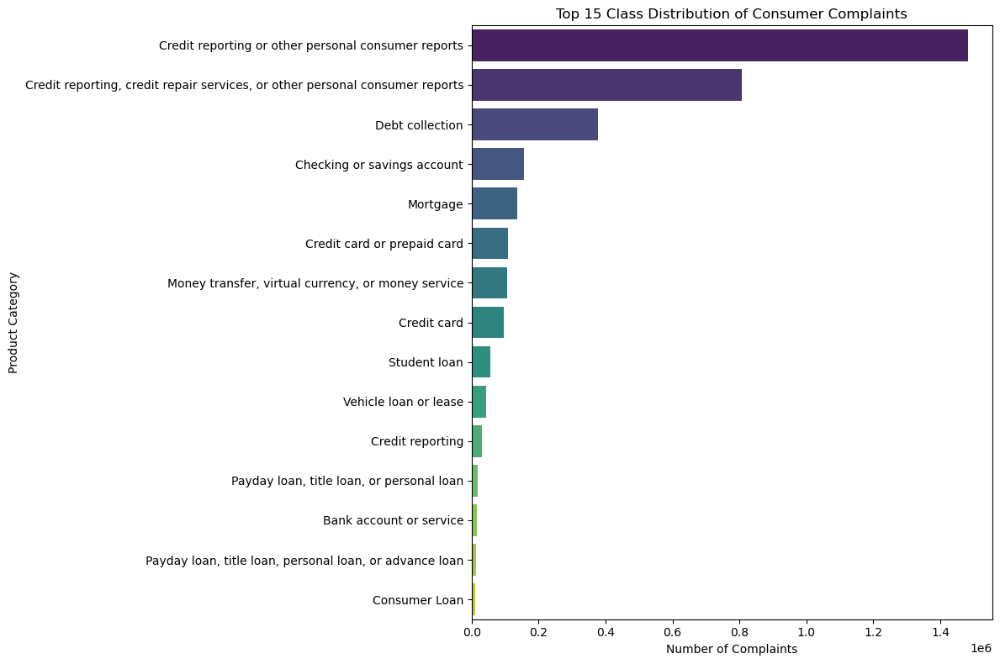 Top 15 Class Distribution of Consumer Complaints
Product Category
Credit reporting or other personal consumer reports
Credit reporting, credit repair services, or other personal consumer reports
Debt collection
Checking or savings account
Mortgage
Credit card or prepaid card
Money transfer, virtual currency, or money service
Credit card
Student loan
Vehicle loan or lease
Credit reporting
Payday loan, title loan, or personal loan
Bank account or service
Payday loan, title loan, personal loan, or advance loan
Consumer Loan
0.0 0.2 0.4 0.6 0.8 1.0 1.2 1.4
1e6
Number of Complaints